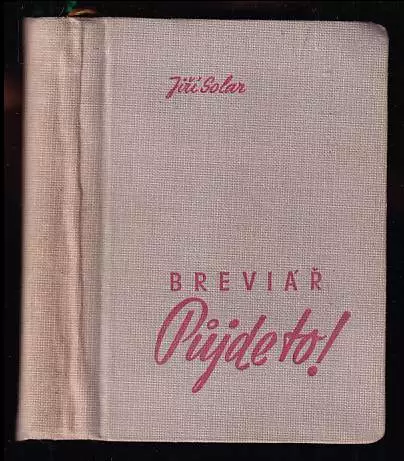 Jiří Solar
BREVIÁŘ
Půjde to!